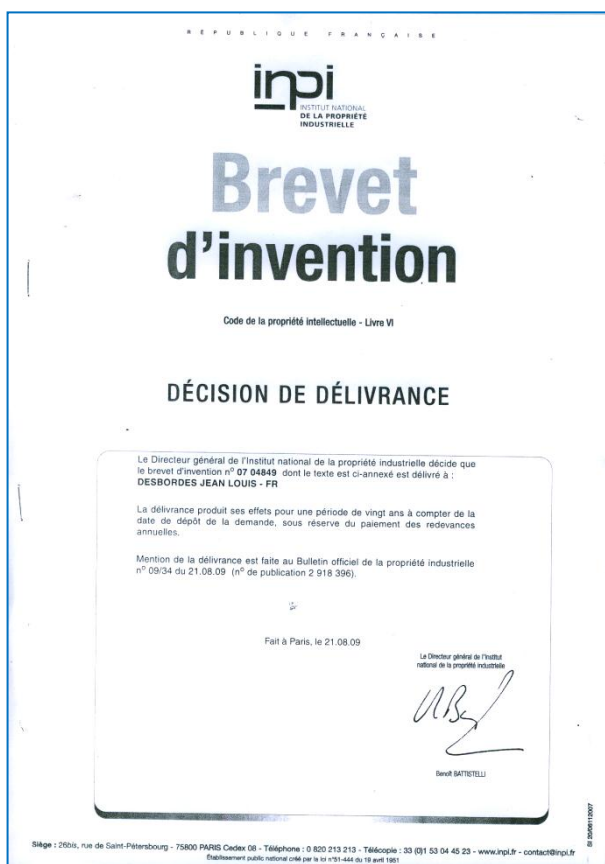 RÉPUBLIQUE FRANÇAISE
inpi
INSTITUT NATIONAL
DE LA PROPRIÉTÉ
INDUSTRIELLE
Brevet
d'invention
Code de la propriété intellectuelle - Livre VI
DÉCISION DE DÉLIVRANCE
Le Directeur général de l'Institut national de la propriété industrielle décide que
le brevet d'invention n° 07 04849 dont le texte est ci-annexé est délivré à :
DESBORDES JEAN LOUIS - FR
La délivrance produit ses effets pour une période de vingt ans à compter de la
date de dépôt de la demande, sous réserve du paiement des redevances
annuelles.
Mention de la délivrance est faite au Bulletin officiel de la propriété industrielle
n° 09/34 du 21.08.09 (n° de publication 2 918 396).
Fait à Paris, le 21.08.09
Le Directeur général de l'Institut
national de la propriété industrielle
Benoît BATTISTELLI
Siège : 26bis, rue de Saint-Pétersbourg - 75800 PARIS Cedex 08 - Téléphone : 0 820 213 213 - Télécopie : 33 (0)1 53 04 45 23 - www.inpi.fr - contact@inpi.fr
Établissement public national créé par la loi n°51-444 du 19 avril 1951